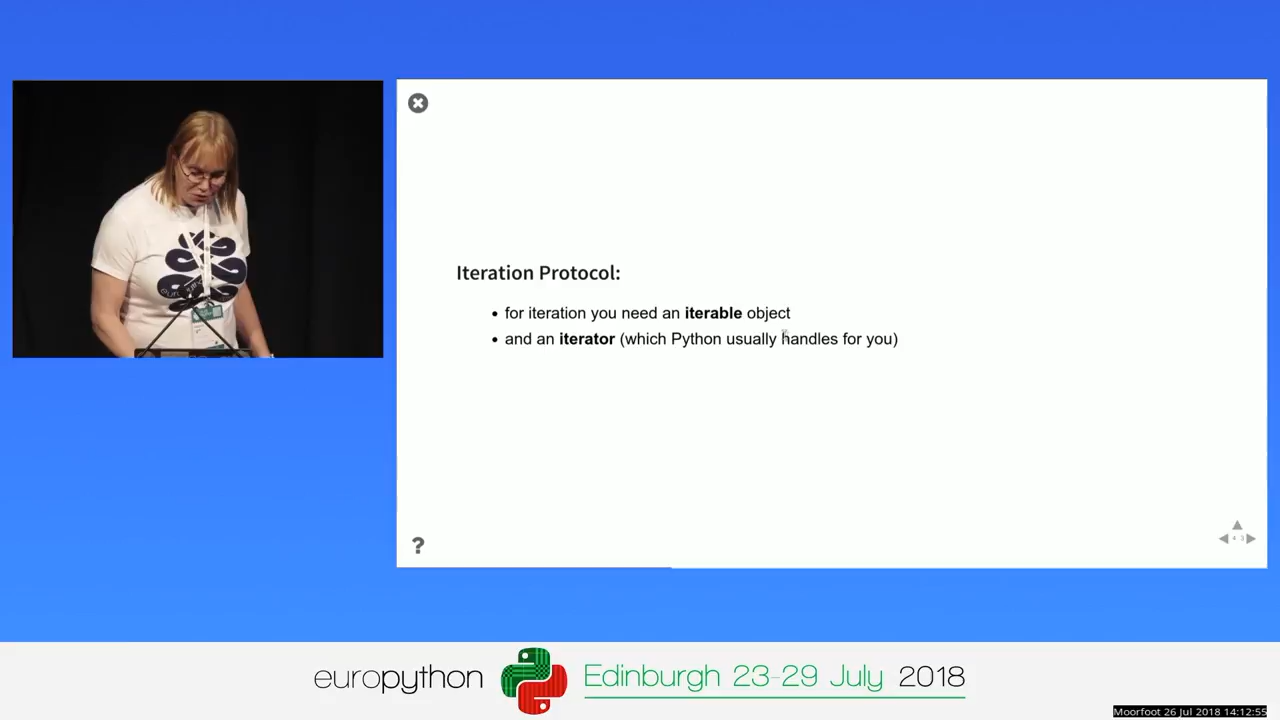 Iteration Protocol:
• for iteration you need an iterable object
• and an iterator (which Python usually handles for you)
?
europython
Edinburgh 23-29 July 2018
Moorfoot 26 Jul 2018 14:12:55